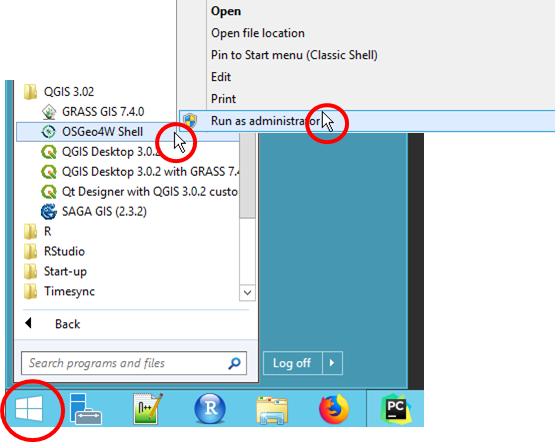 Open
Open file location
Pin to Start menu (Classic Shell)
Edit
Print
Run as administrator
QGIS 3.02
GRASS GIS 7.4.0
OSGeo4W Shell
QGIS Desktop 3.0.2
QGIS Desktop 3.0.2 with GRASS 7.4
Qt Designer with QGIS 3.0.2 custo
SAGA GIS (2.3.2)
R
RStudio
Start-up
Timesync
Back
Search programs and files
Log off
N++
R
PC